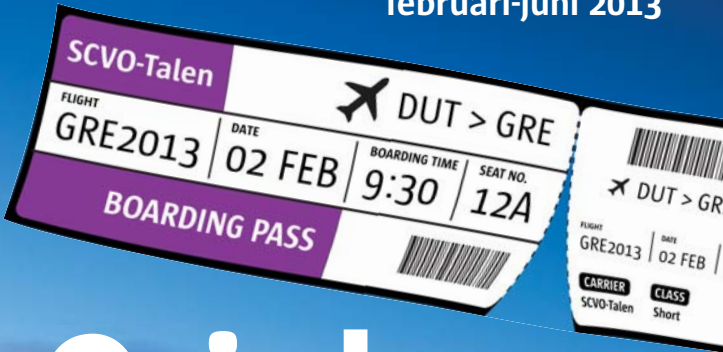 februari-juni 2013
SCVO-Talen
DUT > GRE
FLIGHT DATE BOARDING TIME SEAT NO.
GRE2013 02 FEB 9:30 12A
BOARDING PASS
DUT > GR
FLIGHT DATE
GRE2013 02 FEB
CARRIER CLASS
SCVO-Talen Short